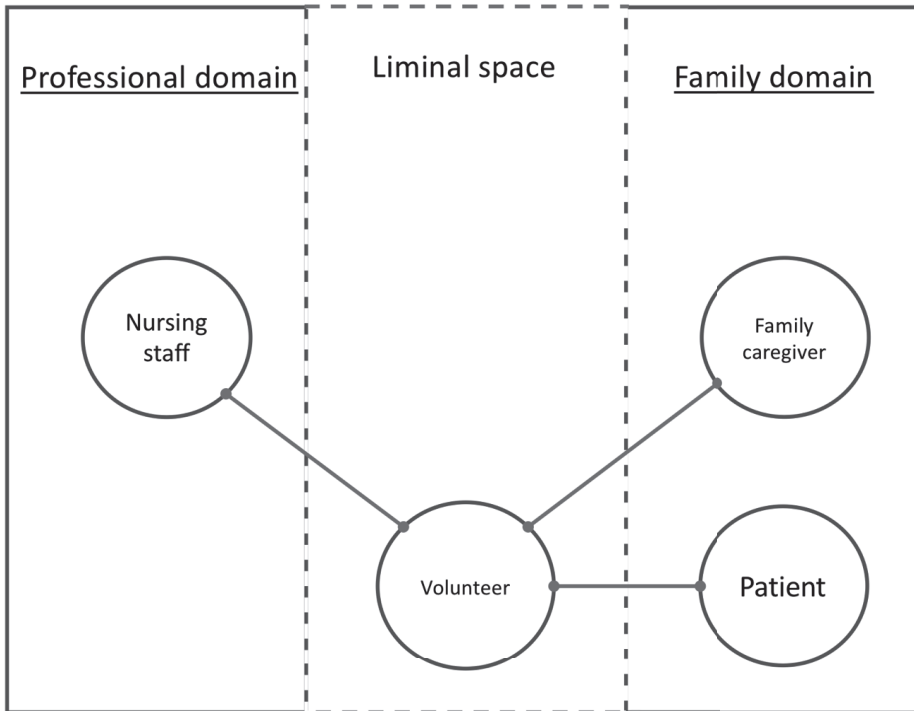 Professional domain
Liminal space
Family domain
Nursing
staff
Family
caregiver
Volunteer
Patient